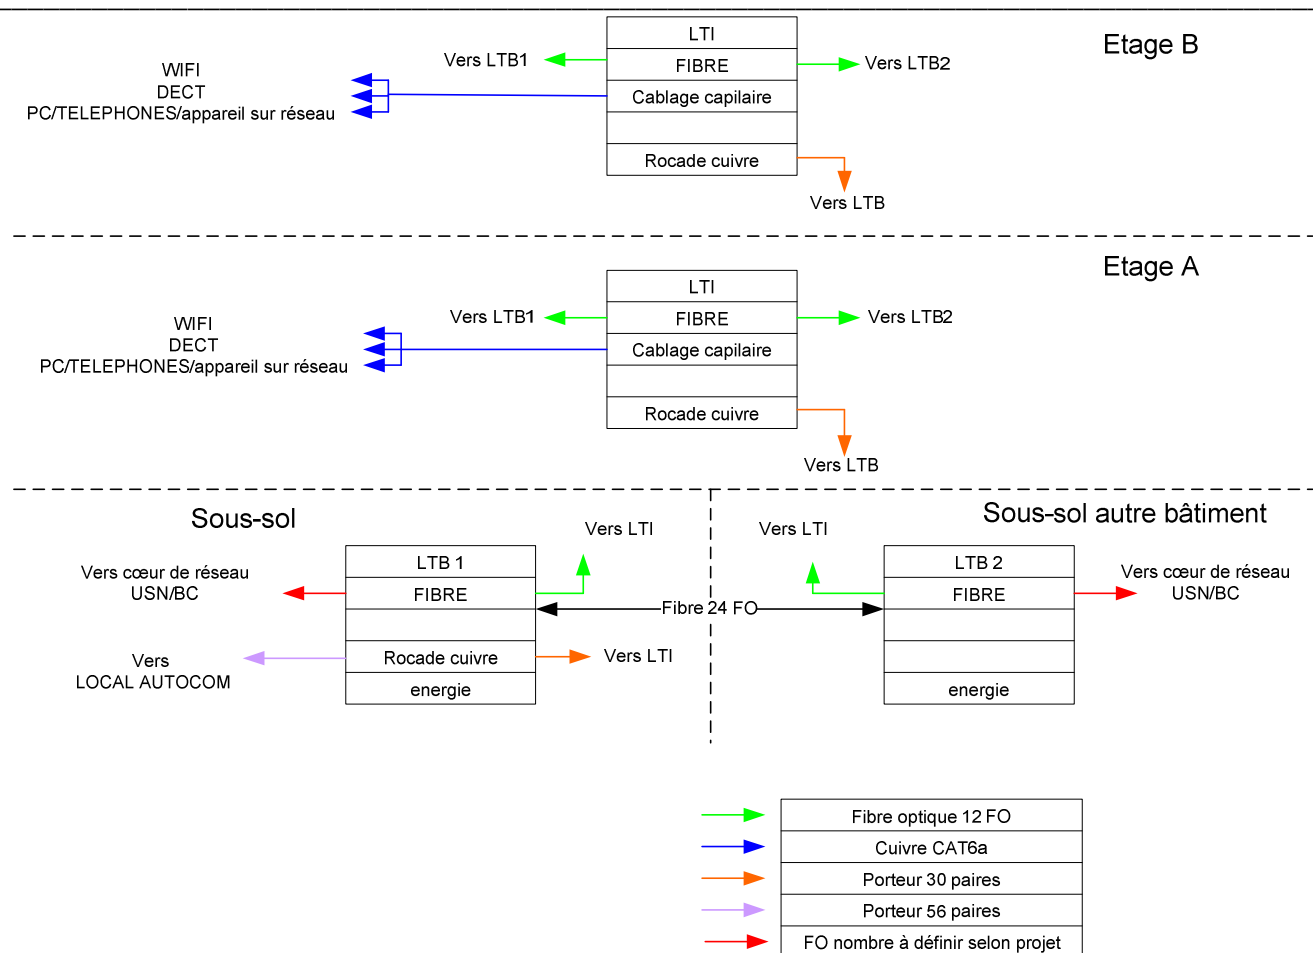 Etage B
LTI
Vers LTB1
FIBRE
Vers LTB2
WIFI
DECT
PC/TELEPHONES/appareil sur réseau
Cablage capilaire
Rocade cuivre
Vers LTB
Etage A
LTI
Vers LTB1
FIBRE
Vers LTB2
WIFI
DECT
PC/TELEPHONES/appareil sur réseau
Cablage capilaire
Rocade cuivre
Vers LTB
Sous-sol
Vers LTI
LTB 1
Vers cœur de réseau
USN/BC
FIBRE
Fibre 24 FO
Vers
LOCAL AUTOCOM
Rocade cuivre
Vers LTI
energie
Sous-sol autre bâtiment
Vers LTI
LTB 2
FIBRE
Vers cœur de réseau
USN/BC
energie
Fibre optique 12 FO
Cuivre CAT6a
Porteur 30 paires
Porteur 56 paires
FO nombre à définir selon projet